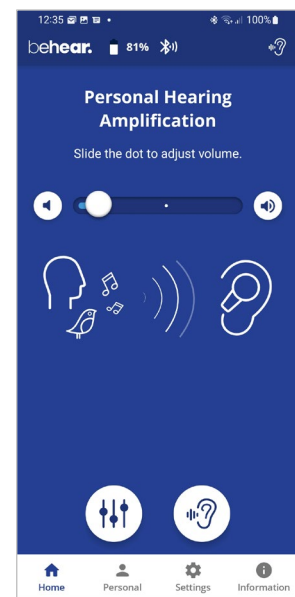 12:35 100%
behear. 81%
Personal Hearing
Amplification
Slide the dot to adjust volume.
Home Personal Settings Information